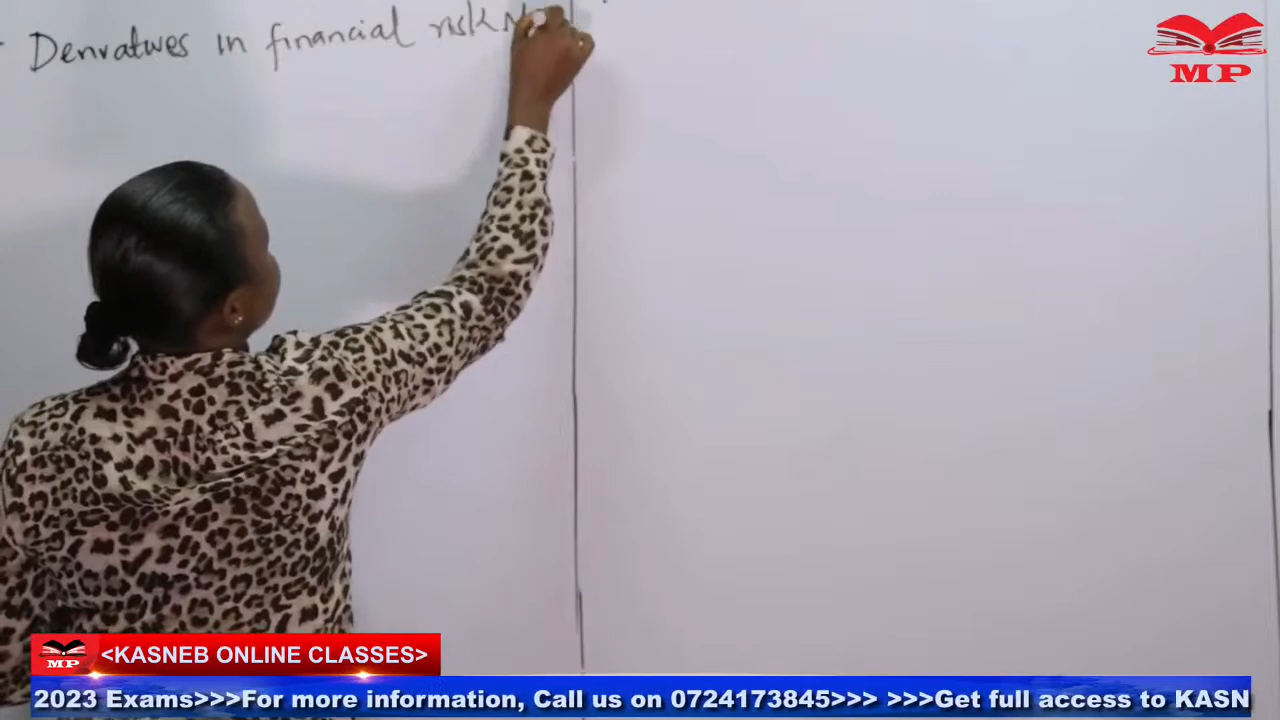 Derivatives in financial risk
MP
MP <KASNEB ONLINE CLASSES>
2023 Exams>>>For more information, Call us on 0724173845>>> >>>Get full access to KASN